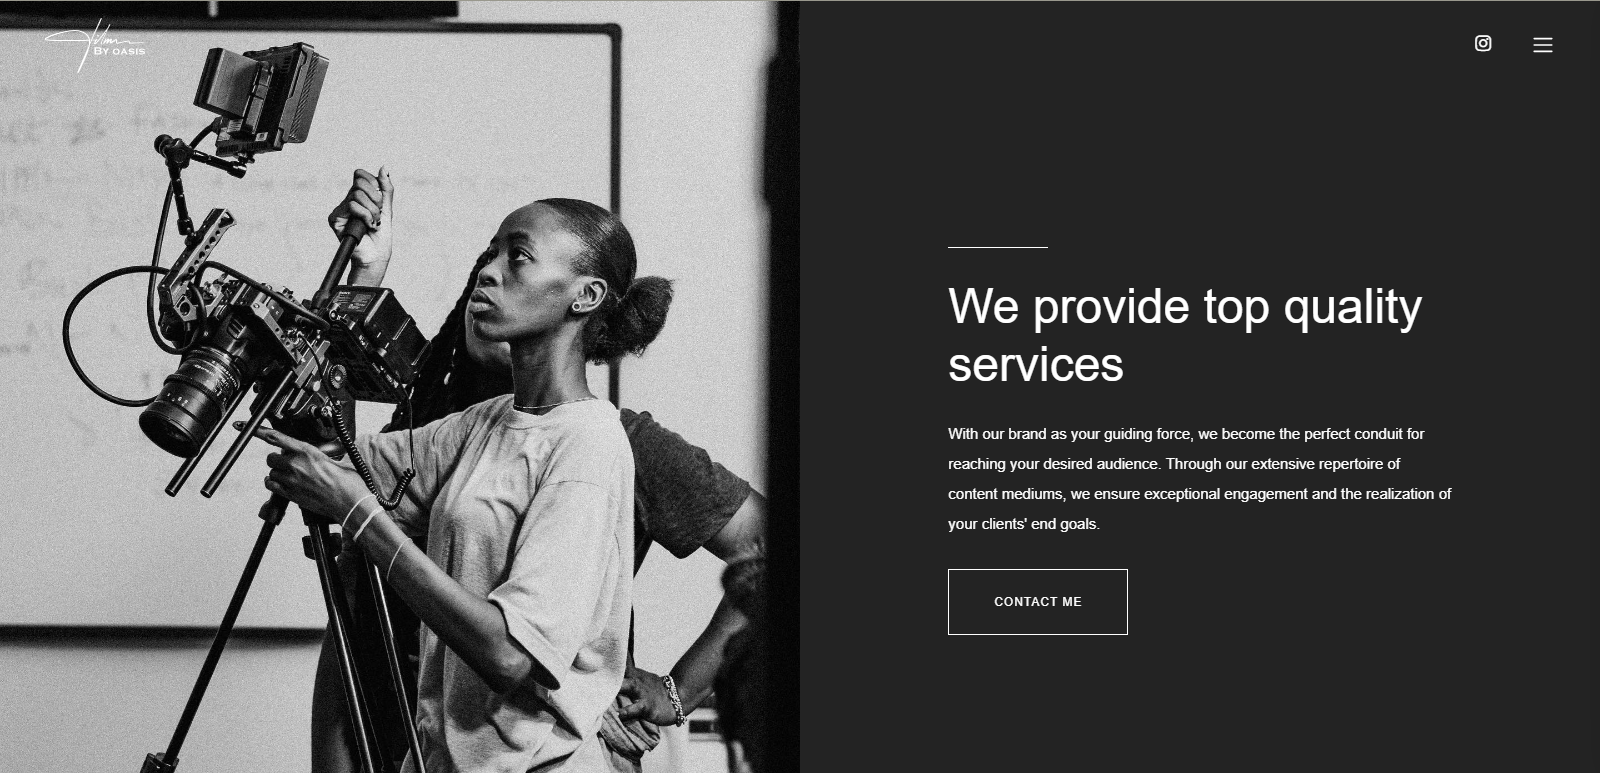 By OASIS
We provide top quality
services
With our brand as your guiding force, we become the perfect conduit for
reaching your desired audience. Through our extensive repertoire of
content mediums, we ensure exceptional engagement and the realization of
your clients' end goals.
CONTACT ME